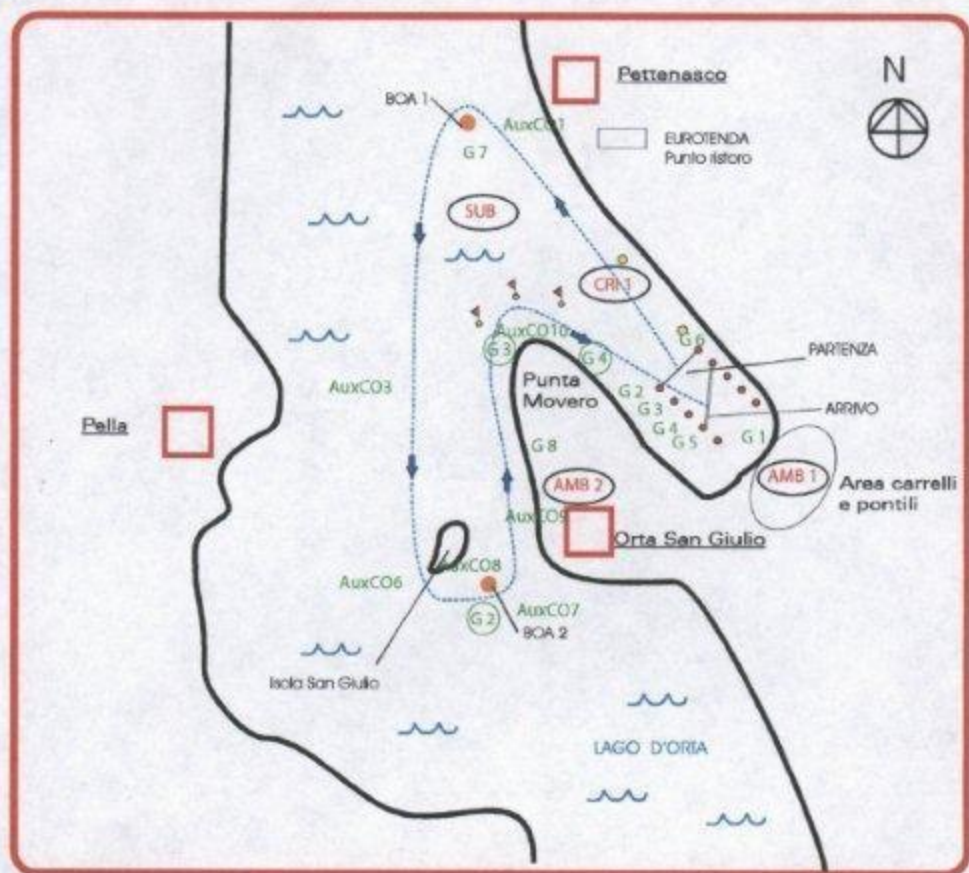 Pettenasco
N
BOA 1
AuxCO1
EUROTENDA
Punto ristoro
G 7
SUB
CRI 1
AuxCO10
G 6
G 3
G 4
PARTENZA
AuxCO3
Punta
Movero
G 2
G 3
ARRIVO
Pella
G 4
G 5
G 1
G 8
AMB 1
Area carrelli
e pontili
AMB 2
AuxCO9
Orta San Giulio
AuxCO8
AuxCO6
AuxCO7
G 2
BOA 2
Isola San Giulio
LAGO D'ORTA